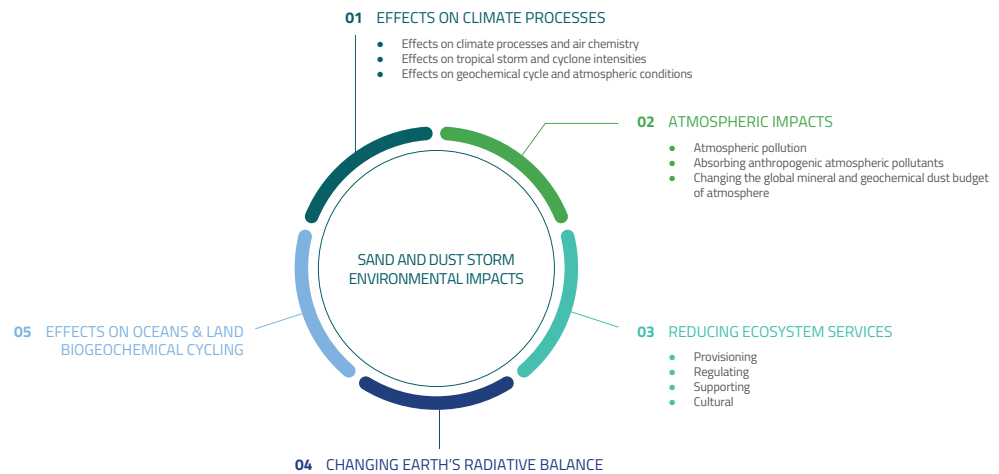 01 EFFECTS ON CLIMATE PROCESSES
● Effects on climate processes and air chemistry
● Effects on tropical storm and cyclone intensities
● Effects on geochemical cycle and atmospheric conditions
02 ATMOSPHERIC IMPACTS
● Atmospheric pollution
● Absorbing anthropogenic atmospheric pollutants
● Changing the global mineral and geochemical dust budget
of atmosphere
SAND AND DUST STORM
ENVIRONMENTAL IMPACTS
03 REDUCING ECOSYSTEM SERVICES
● Provisioning
● Regulating
● Supporting
● Cultural
04 CHANGING EARTH'S RADIATIVE BALANCE
05 EFFECTS ON OCEANS & LAND
BIOGEOCHEMICAL CYCLING